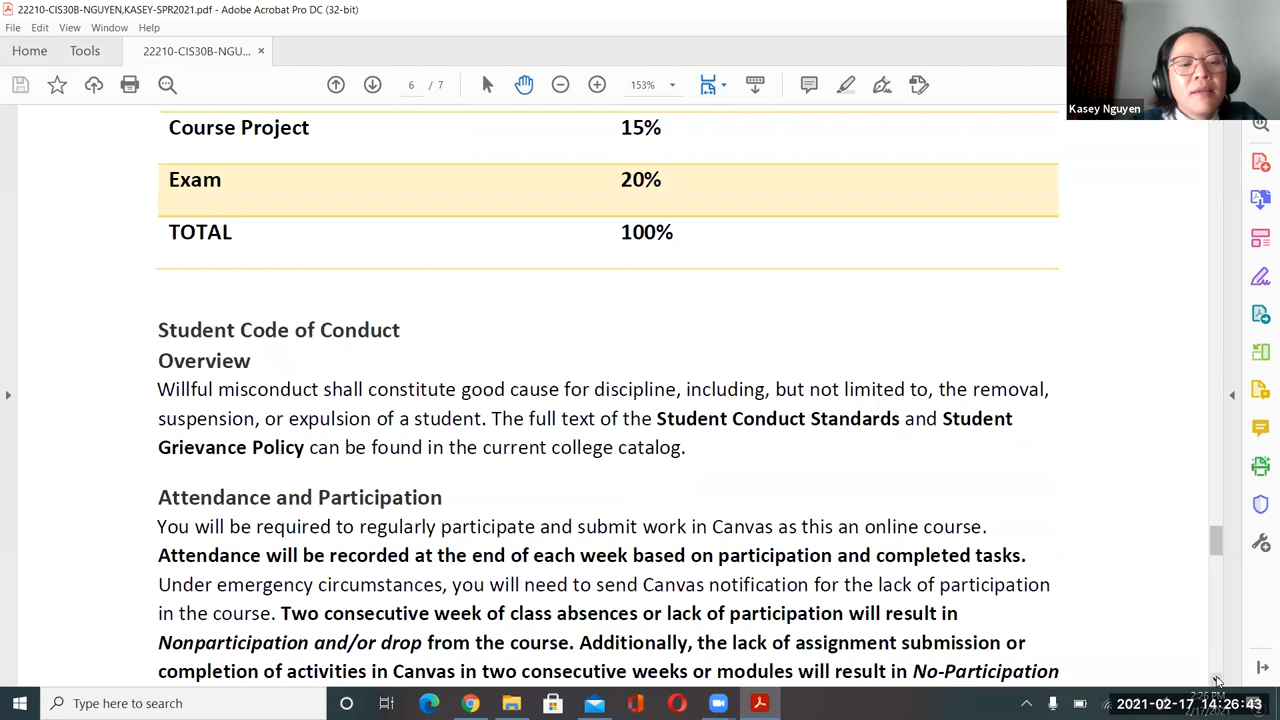 22210-CIS30B-NGUYEN,KASEY-SPR2021.pdf - Adobe Acrobat Pro DC (32-bit)
File Edit View Window Help
Home Tools 22210-CIS30B-NGU... ×
6 / 7 153%
Kasey Nguyen
Course Project 15%
Exam 20%
TOTAL 100%
Student Code of Conduct
Overview
Willful misconduct shall constitute good cause for discipline, including, but not limited to, the removal,
suspension, or expulsion of a student. The full text of the Student Conduct Standards and Student
Grievance Policy can be found in the current college catalog.
Attendance and Participation
You will be required to regularly participate and submit work in Canvas as this an online course.
Attendance will be recorded at the end of each week based on participation and completed tasks.
Under emergency circumstances, you will need to send Canvas notification for the lack of participation
in the course. Two consecutive week of class absences or lack of participation will result in
Nonparticipation and/or drop from the course. Additionally, the lack of assignment submission or
completion of activities in Canvas in two consecutive weeks or modules will result in No-Participation
Type here to search
2:26 PM
2021-02-17 14:26:43